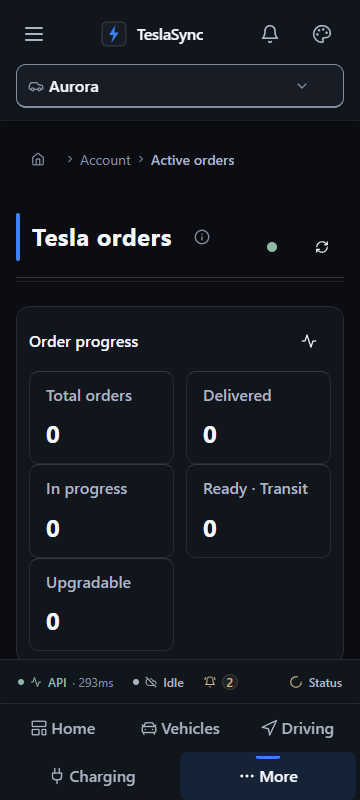 TeslaSync
Aurora
Account
Active orders
Tesla orders
Order progress
Total orders
Delivered
0
0
In progress
Ready · Transit
0
0
Upgradable
0
API · 293ms
Idle
2
Status
Home
Vehicles
Driving
Charging
More